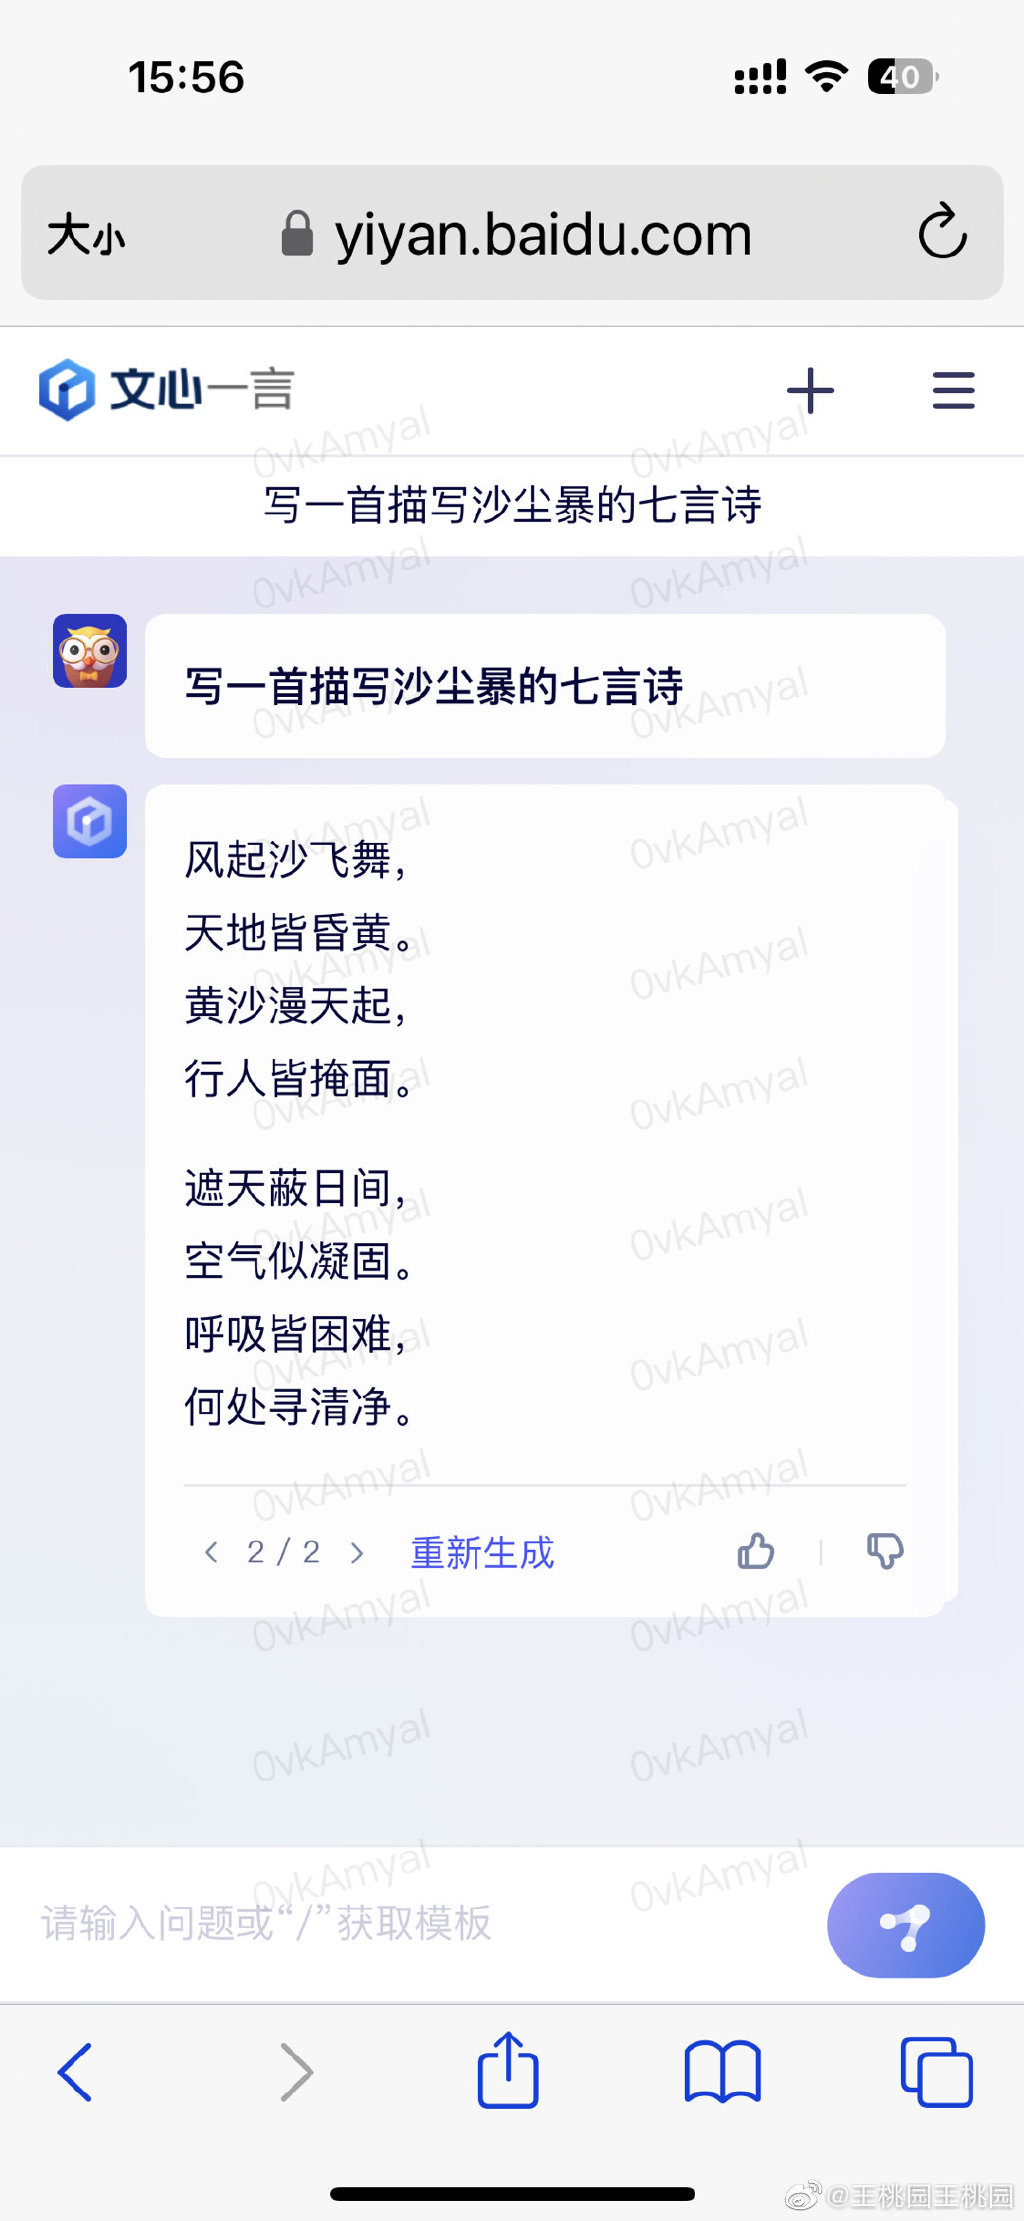 15:56
40
大小 yiyan.baidu.com
文心一言
写一首描写沙尘暴的七言诗
写一首描写沙尘暴的七言诗
风起沙飞舞，
天地皆昏黄。
黄沙漫天起，
行人皆掩面。
遮天蔽日间，
空气似凝固。
呼吸皆困难，
何处寻清净。
2 / 2 重新生成
请输入问题或“/”获取模板
0vkAmyal
@王桃园王桃园